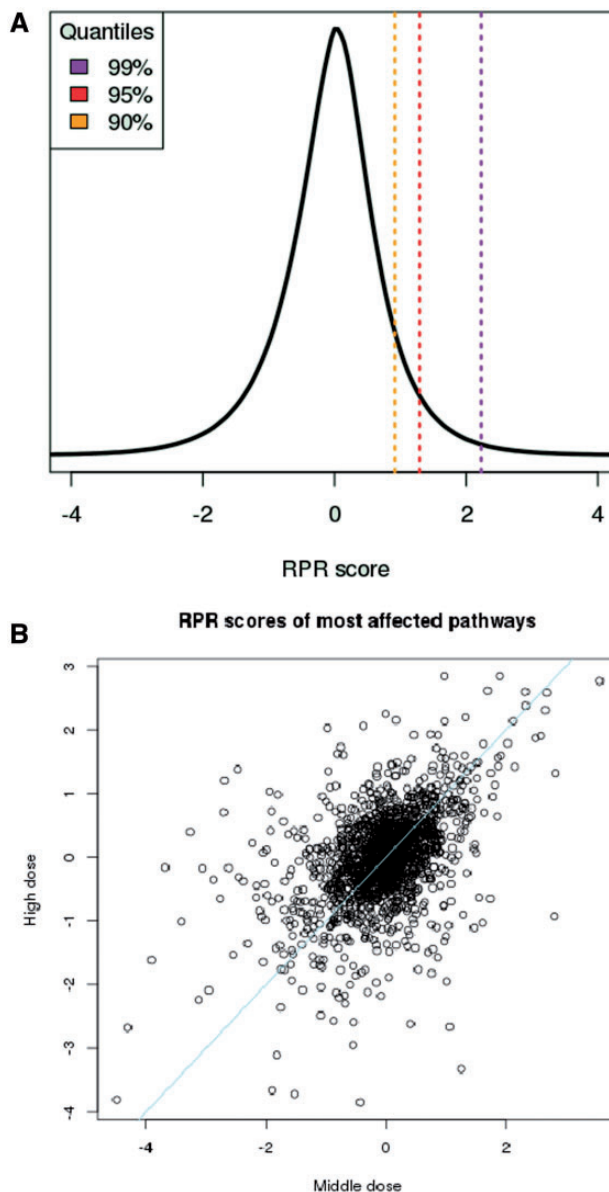 A
Quantiles
99%
95%
90%
-4 -2 0 2 4
RPR score
B
RPR scores of most affected pathways
3
2
1
0
-1
-2
-3
-4
High dose
-4 -2 0 2
Middle dose